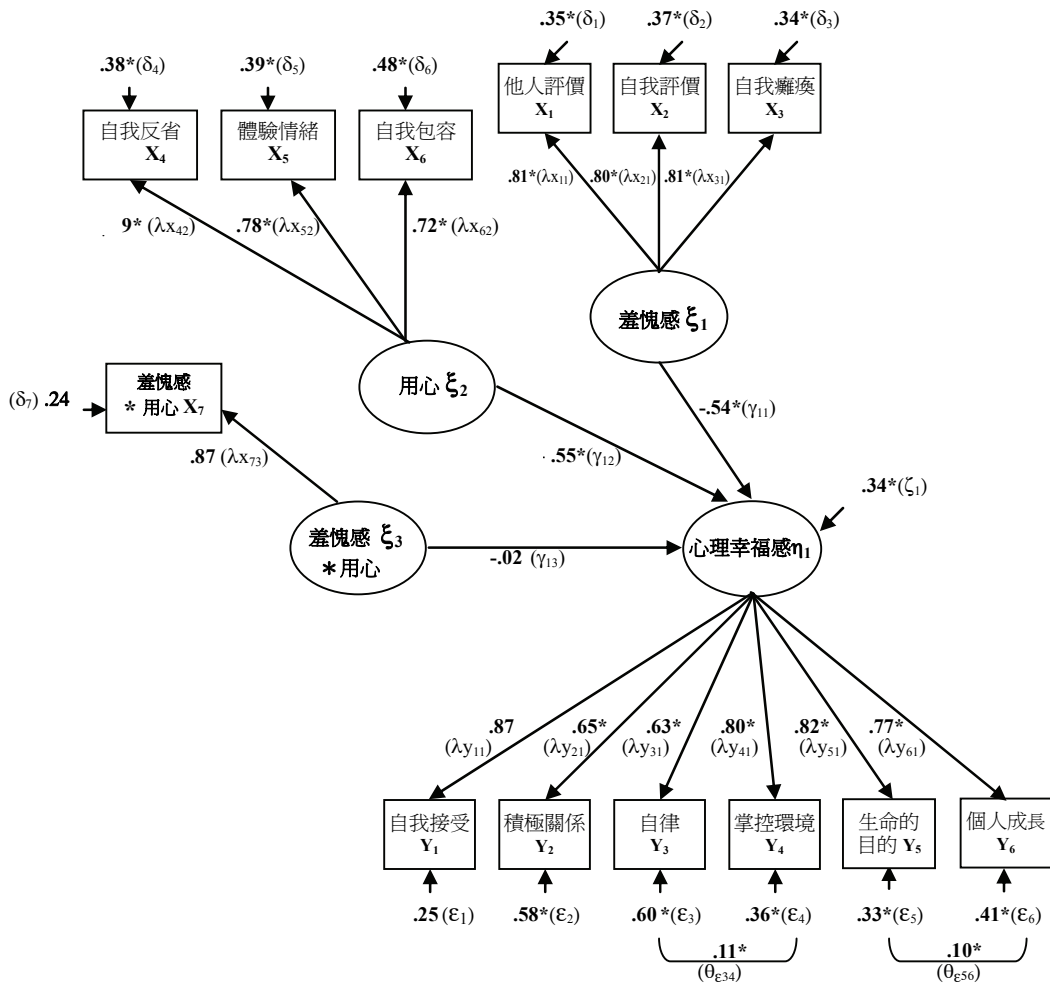 .35*(δ₁)
.37*(δ₂)
.34*(δ₃)
.38*(δ₄)
.39*(δ₅)
.48*(δ₆)
他人評價
X₁
自我評價
X₂
自我癱瘓
X₃
自我反省
X₄
體驗情緒
X₅
自我包容
X₆
.81*(λx₁₁)
.80*(λx₂₁)
.81*(λx₃₁)
. 9* (λx₄₂)
.78* (λx₅₂)
.72* (λx₆₂)
羞愧感 ξ₁
用心 ξ₂
羞愧感
* 用心 X₇
(δ₇) .24
.87 (λx₇₃)
-.54*(γ₁₁)
.55*(γ₁₂)
.34*(ζ₁)
羞愧感 ξ₃
*用心
-.02 (γ₁₃)
心理幸福感η₁
.87
(λy₁₁)
.65*
(λy₂₁)
.63*
(λy₃₁)
.80*
(λy₄₁)
.82*
(λy₅₁)
.77*
(λy₆₁)
自我接受
Y₁
積極關係
Y₂
自律
Y₃
掌控環境
Y₄
生命的
目的 Y₅
個人成長
Y₆
.25 (ε₁)
.58*(ε₂)
.60 *(ε₃)
.36*(ε₄)
.33*(ε₅)
.41*(ε₆)
.11*
(θε₃₄)
.10*
(θε₅₆)